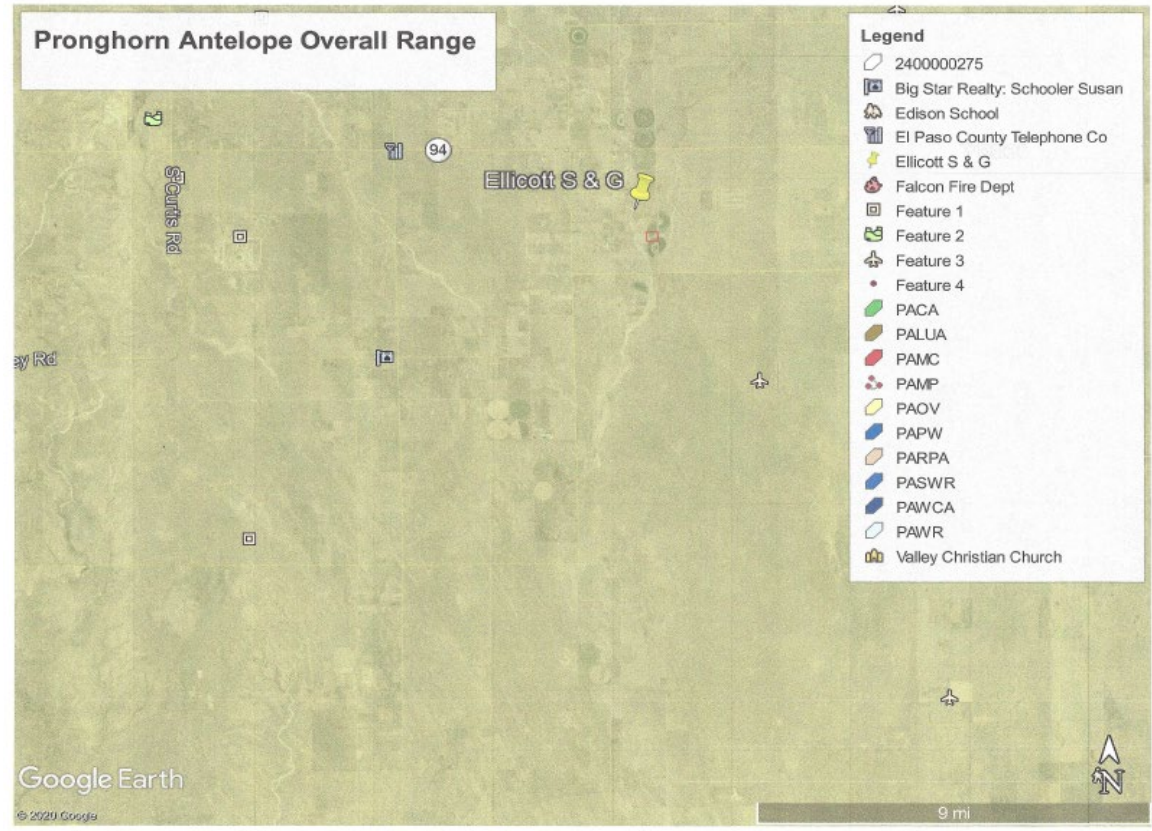 Pronghorn Antelope Overall Range
Legend
2400000275
Big Star Realty: Schooler Susan
Edison School
El Paso County Telephone Co
Ellicott S & G
Falcon Fire Dept
Feature 1
Feature 2
Feature 3
Feature 4
PACA
PALUA
PAMC
PAMP
PAOV
PAPW
PARPA
PASWR
PAWCA
PAWR
Valley Christian Church
94
Ellicott S & G
S Curtis Rd
ey Rd
Google Earth
© 2020 Google
N
9 mi